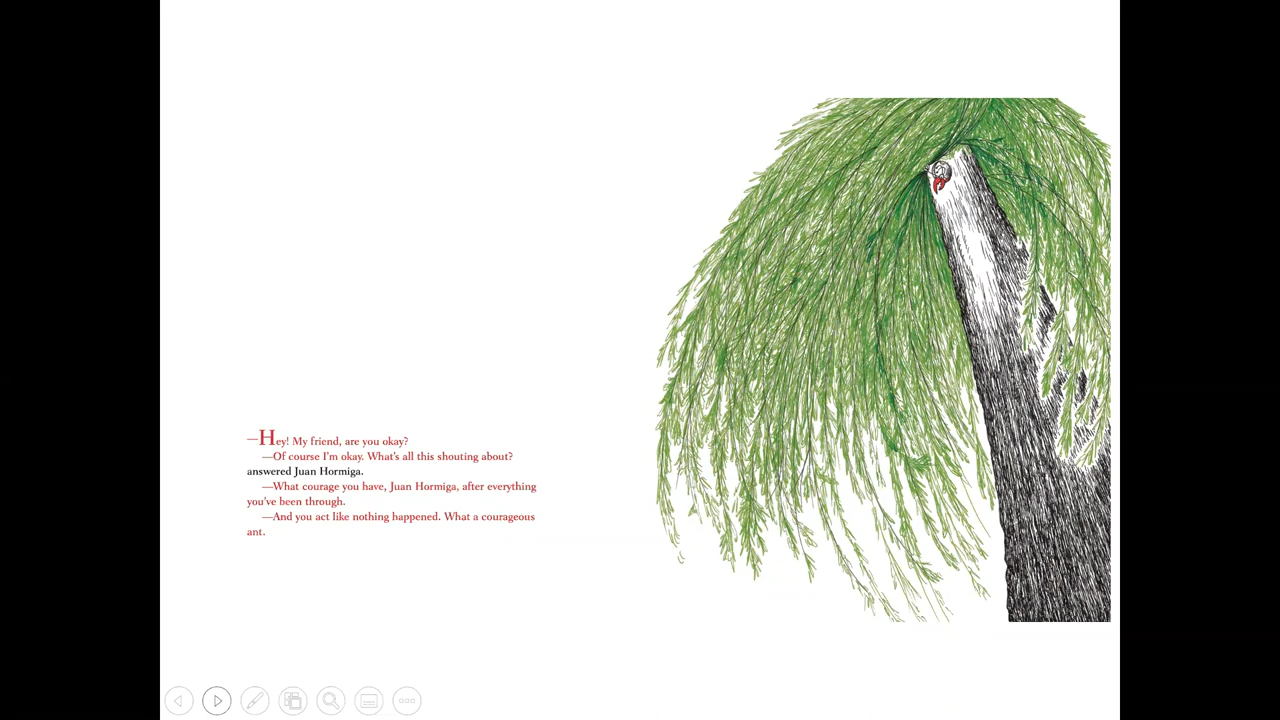 —Hey! My friend, are you okay?
—Of course I'm okay. What's all this shouting about?
answered Juan Hormiga.
—What courage you have, Juan Hormiga, after everything
you've been through.
—And you act like nothing happened. What a courageous
ant.